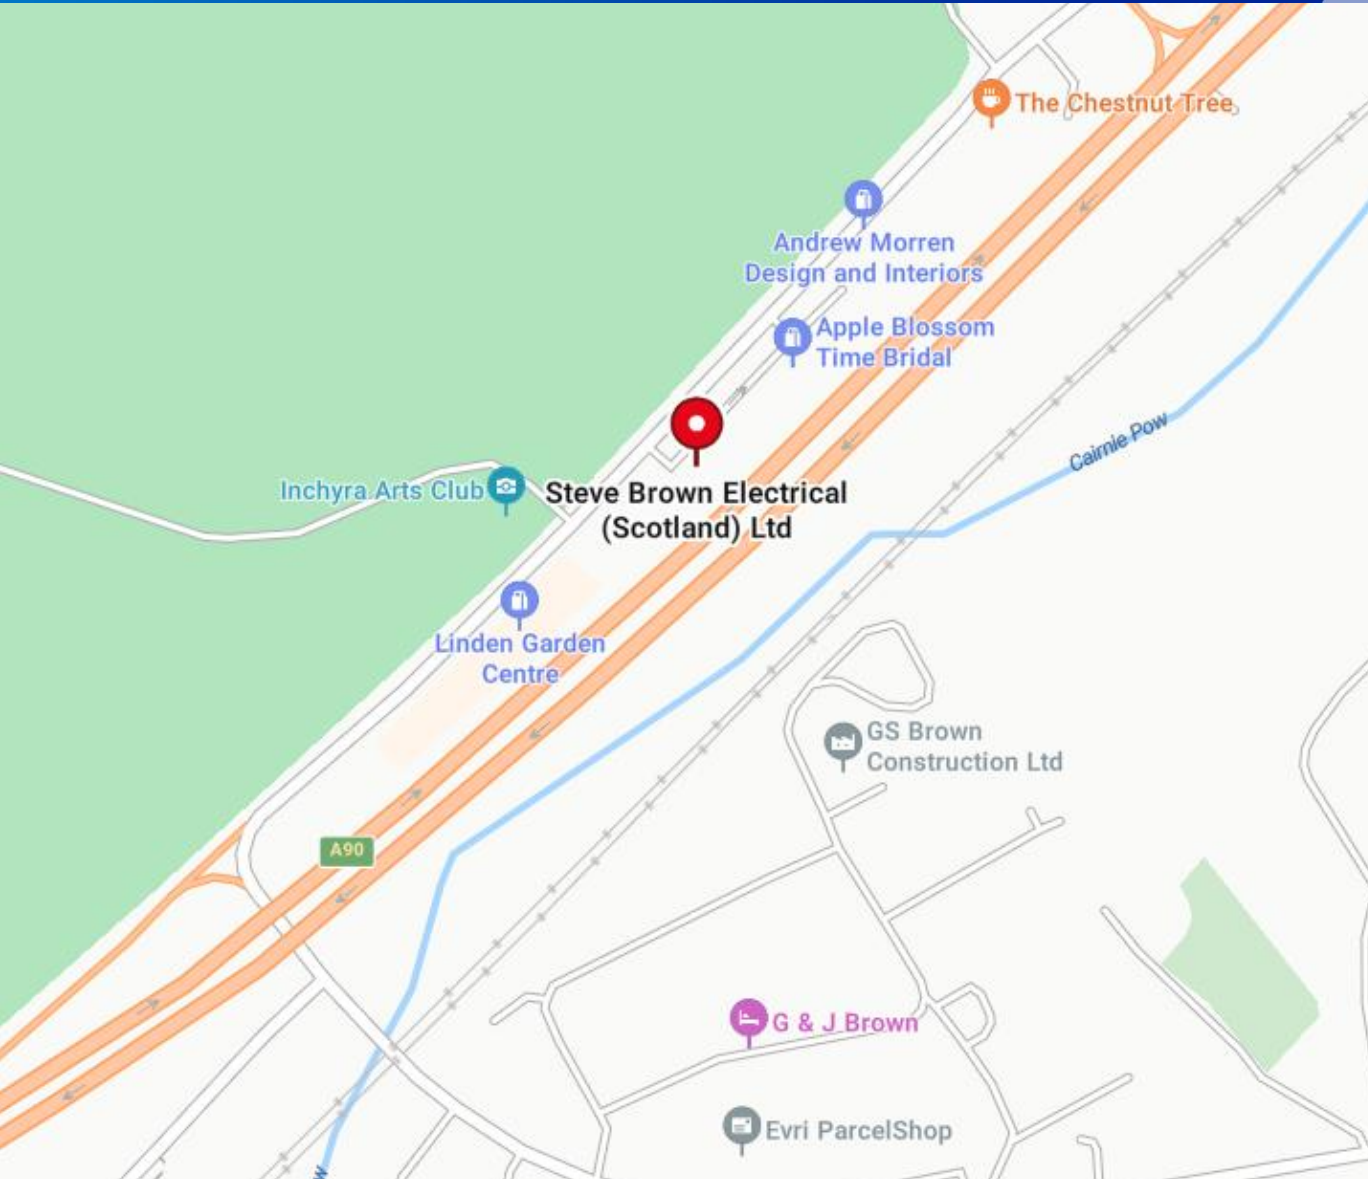 The Chestnut Tree
Andrew Morren
Design and Interiors
Apple Blossom
Time Bridal
Cairnie Pow
Inchyra Arts Club
Steve Brown Electrical
(Scotland) Ltd
Linden Garden
Centre
GS Brown
Construction Ltd
A90
G & J Brown
Evri ParcelShop